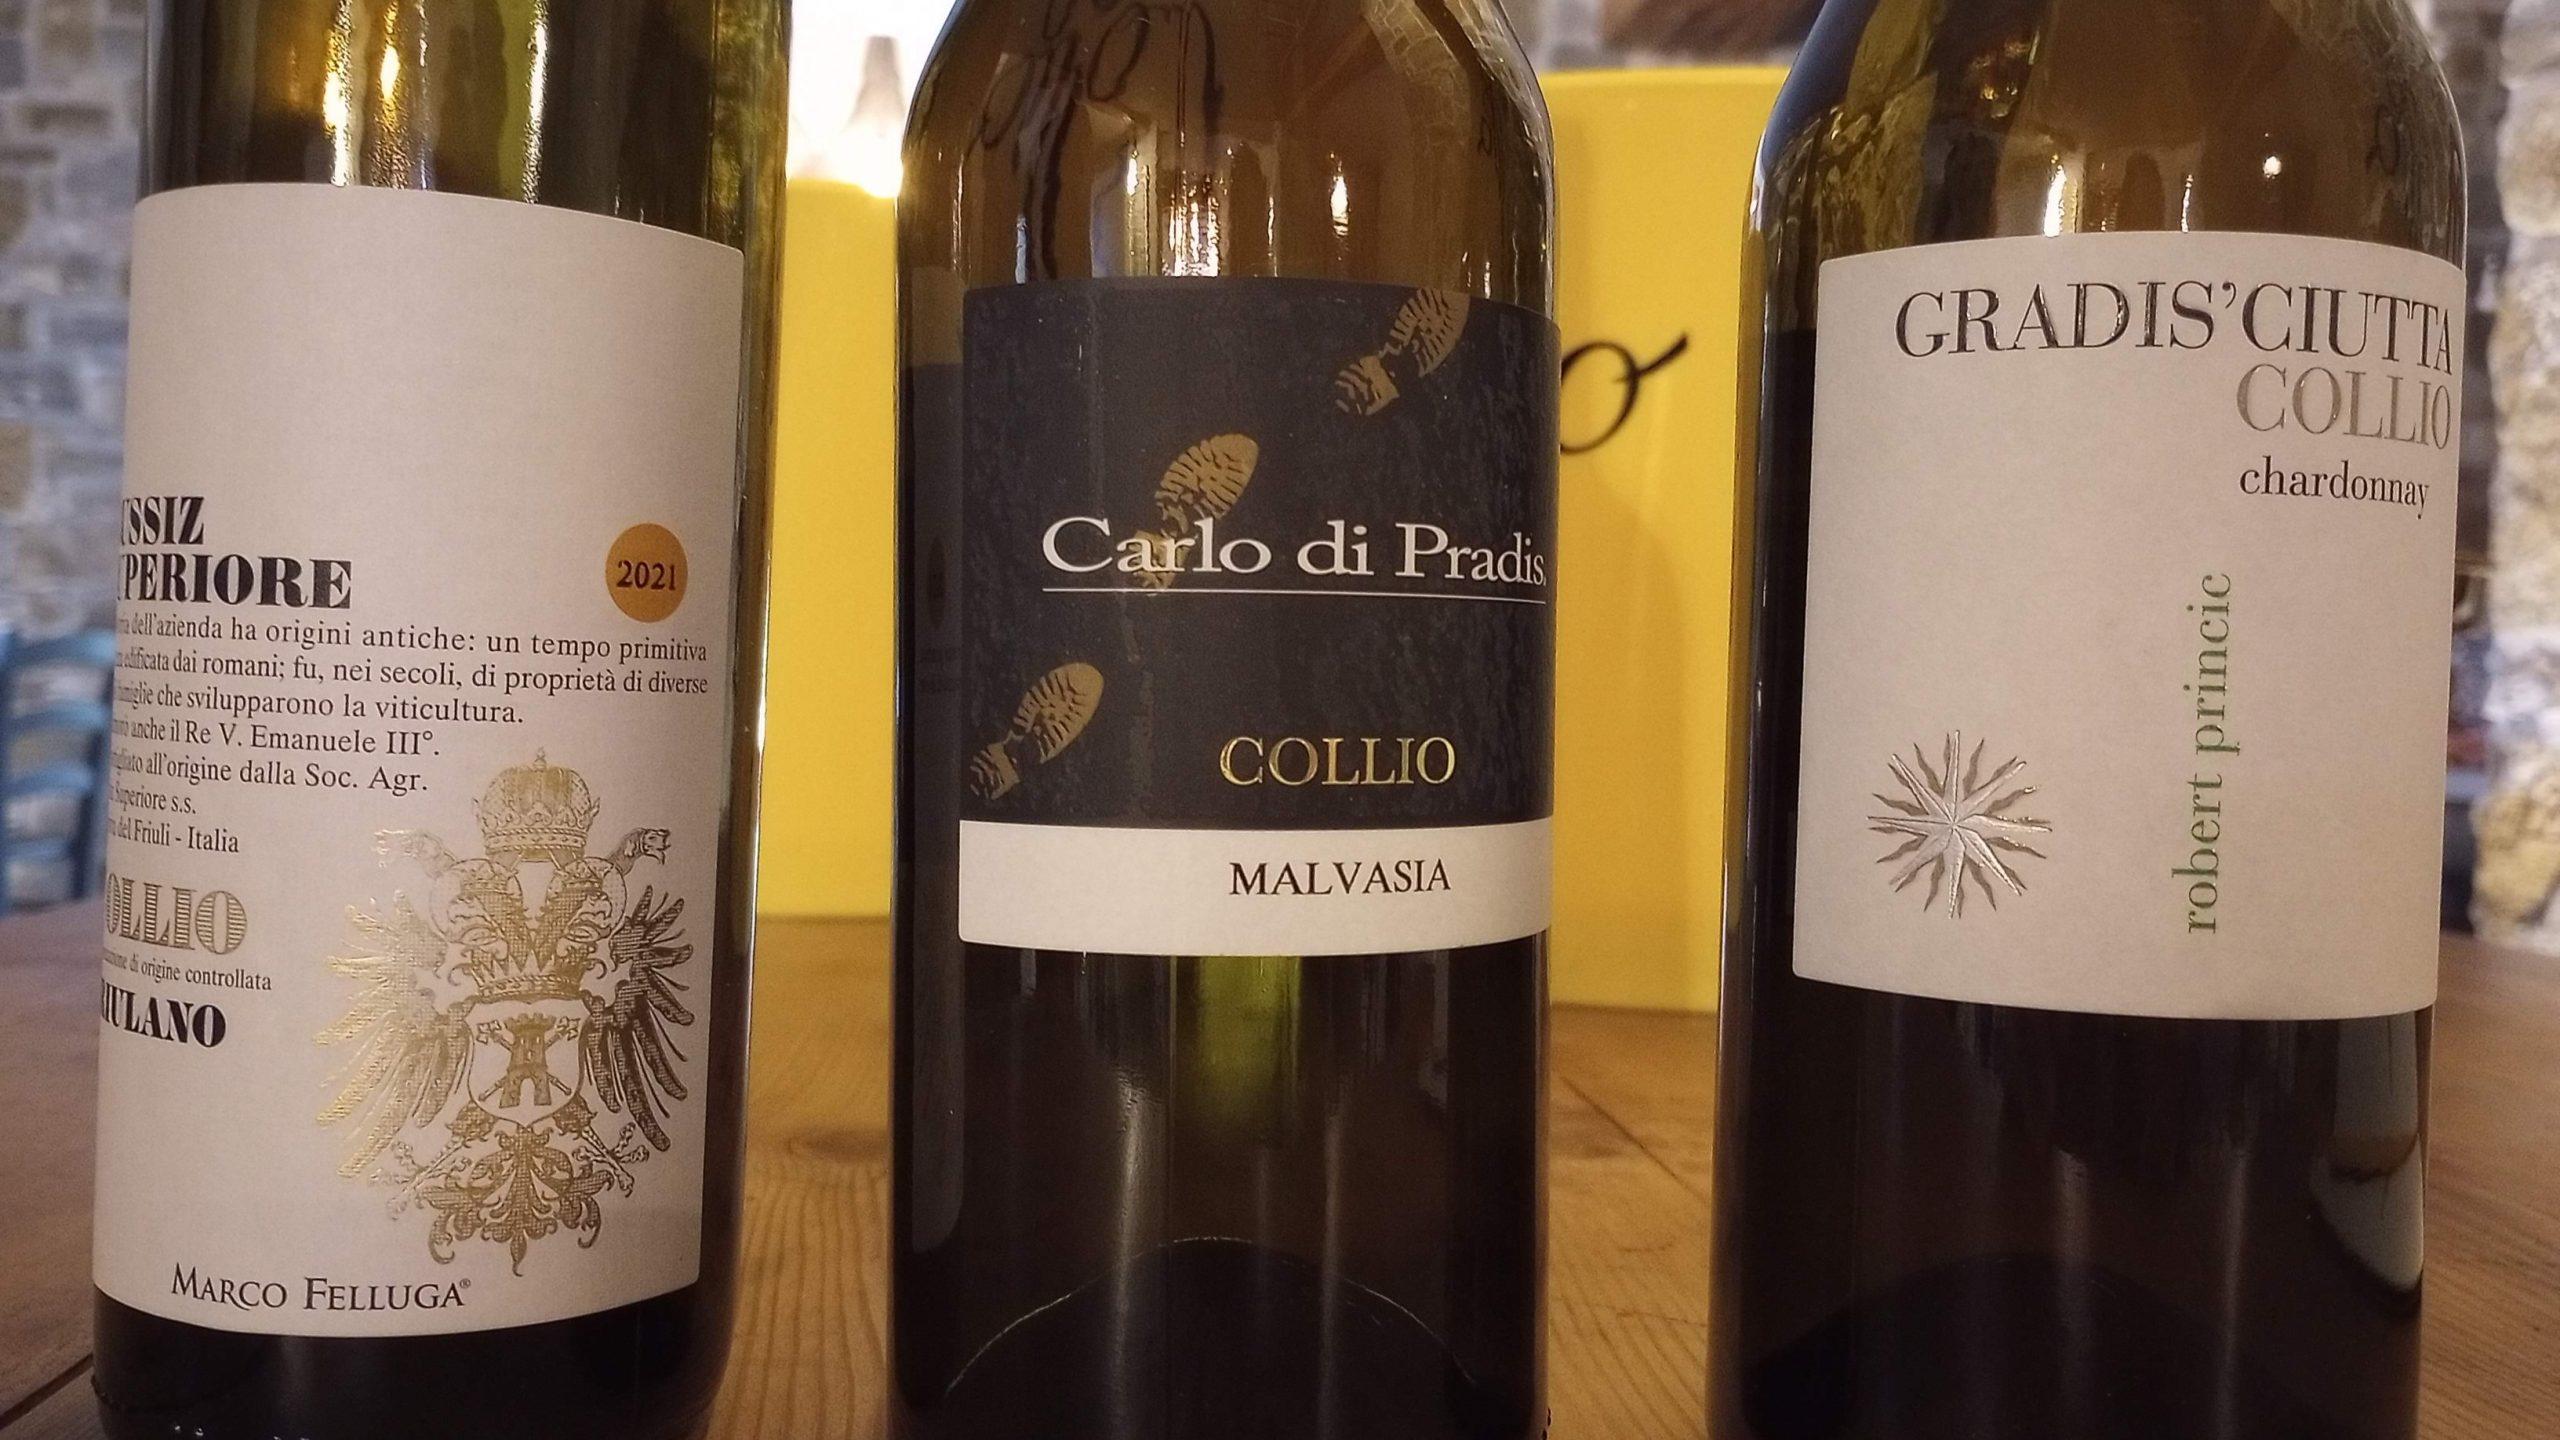 USSIZ
UPERIORE
2021
dell'azienda ha origini antiche: un tempo primitiva
edificata dai romani; fu, nei secoli, di proprietà di diverse
famiglie che svilupparono la viticultura.
anche il Re V. Emanuele III°.
all'origine dalla Soc. Agr.
Superiore s.s.
del Friuli - Italia
OLLIO
di origine controllata
RIULANO
MARCO FELLUGA®
Carlo di Pradis.
COLLIO
MALVASIA
GRADIS'CIUTTA
COLLIO
chardonnay
robert princic